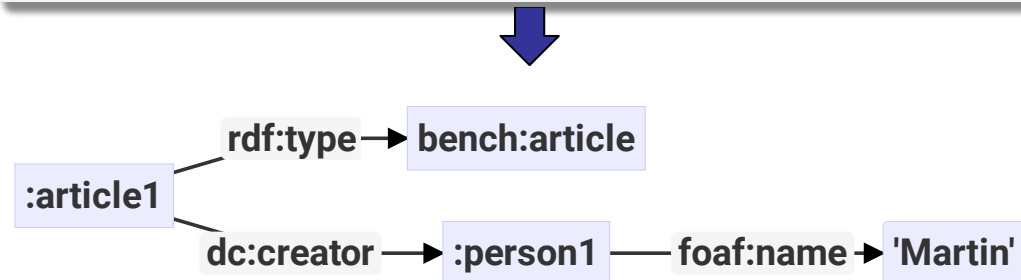 rdf:type bench:article
:article1
dc:creator :person1 foaf:name 'Martin'